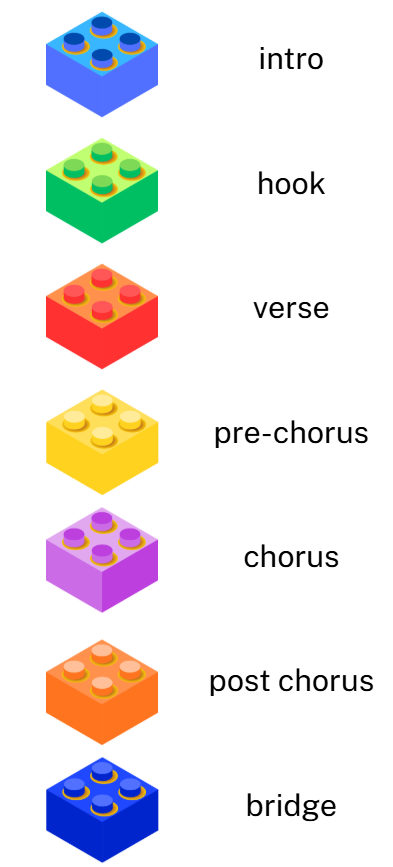 intro
hook
verse
pre-chorus
chorus
post chorus
bridge